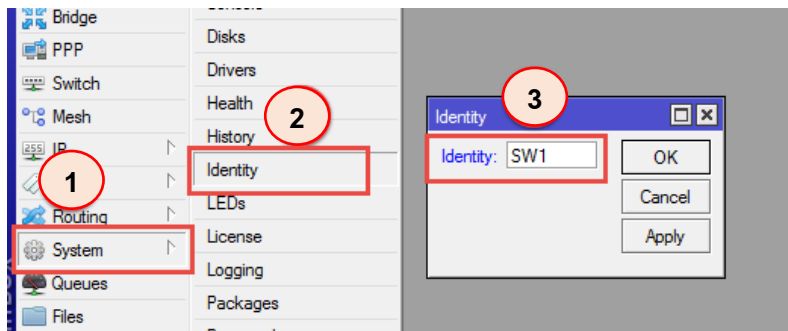 Bridge
PPP
Switch
Mesh
IP
Routing
System
Queues
Files
Disks
Drivers
Health
History
Identity
LEDs
License
Logging
Packages
1
2
3
Identity
Identity: SW1
OK
Cancel
Apply